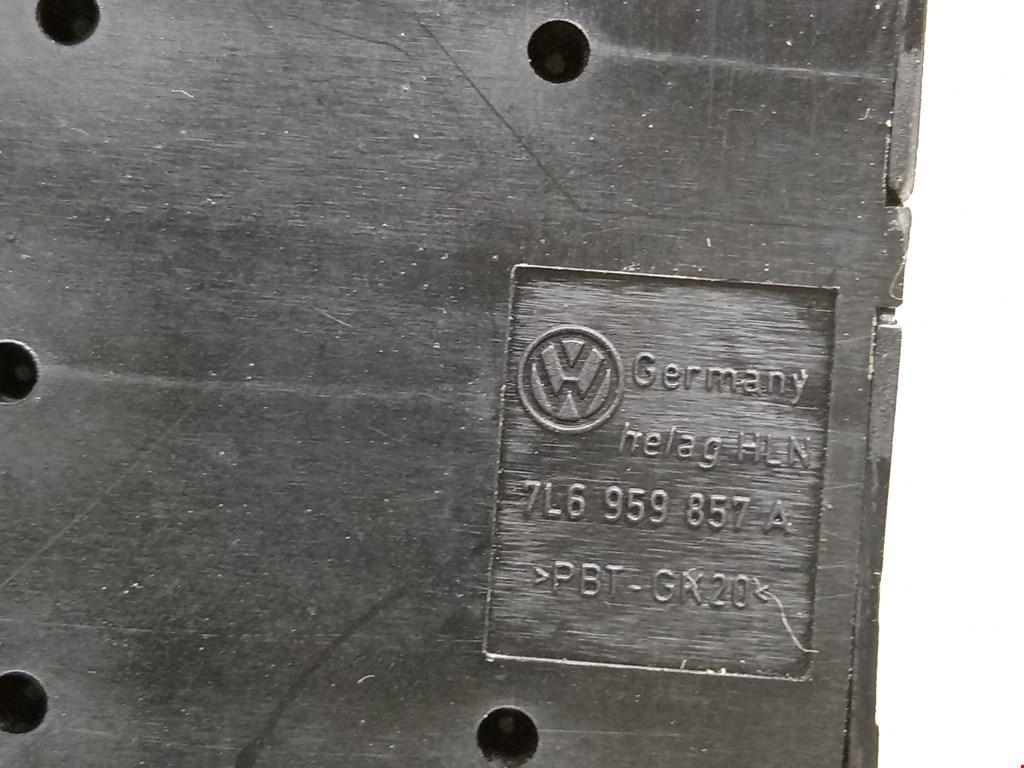 Germany
helag HLN
7L6 959 857 A
>PBT-GK20<